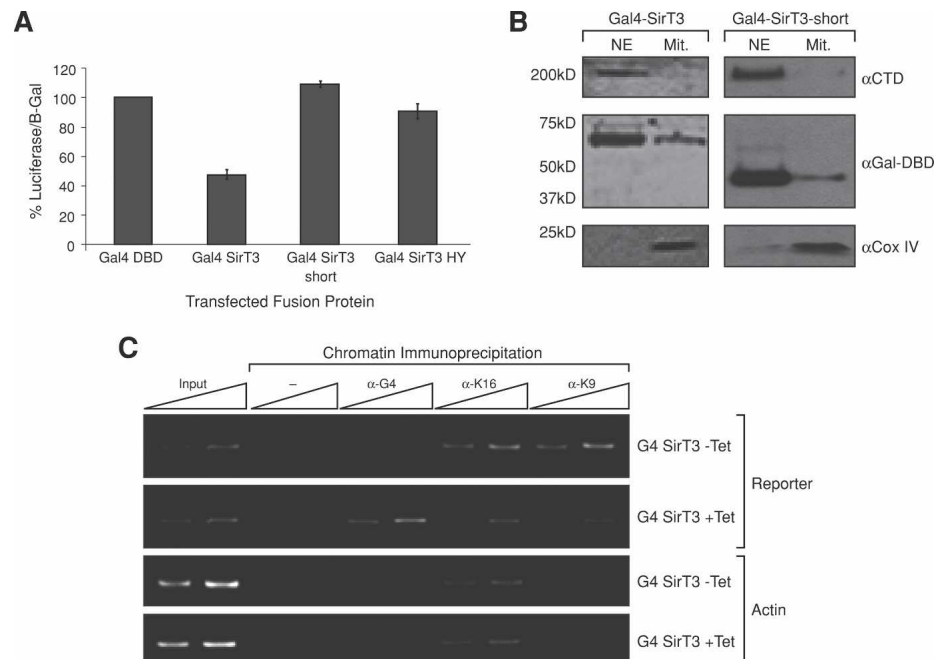 A
% Luciferase/B-Gal
120
100
80
60
40
20
0
Gal4 DBD
Gal4 SirT3
Gal4 SirT3
short
Gal4 SirT3 HY
Transfected Fusion Protein
B
Gal4-SirT3
Gal4-SirT3-short
NE
Mit.
NE
Mit.
200kD
αCTD
75kD
50kD
37kD
αGal-DBD
25kD
αCox IV
C
Chromatin Immunoprecipitation
Input
–
α-G4
α-K16
α-K9
G4 SirT3 -Tet
G4 SirT3 +Tet
Reporter
G4 SirT3 -Tet
G4 SirT3 +Tet
Actin